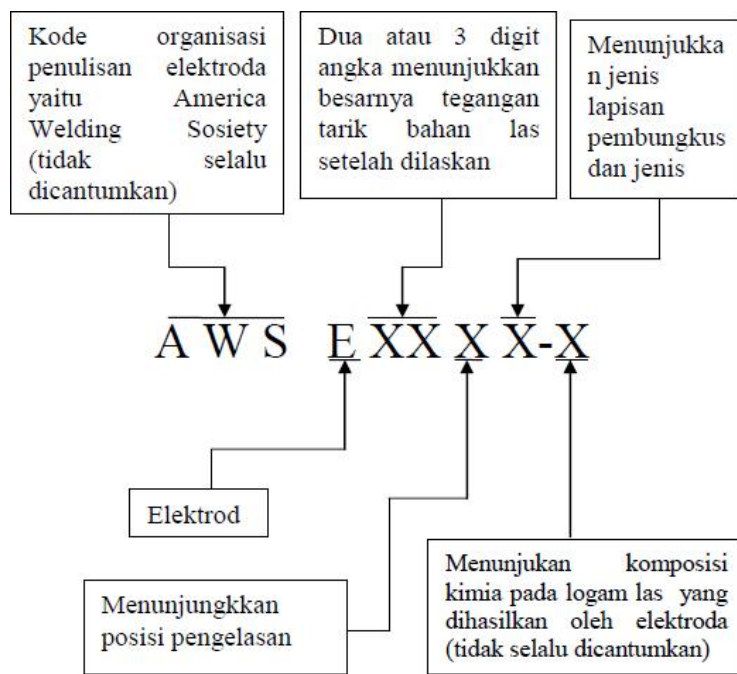 Kode organisasi
penulisan elektroda
yaitu America
Welding Sosiety
(tidak selalu
dicantumkan)
Dua atau 3 digit
angka menunjukkan
besarnya tegangan
tarik bahan las
setelah dilaskan
Menunjukka
n jenis
lapisan
pembungkus
dan jenis
A W S E XX X X-X
Elektrod
Menunjungkkan
posisi pengelasan
Menunjukan komposisi
kimia pada logam las yang
dihasilkan oleh elektroda
(tidak selalu dicantumkan)